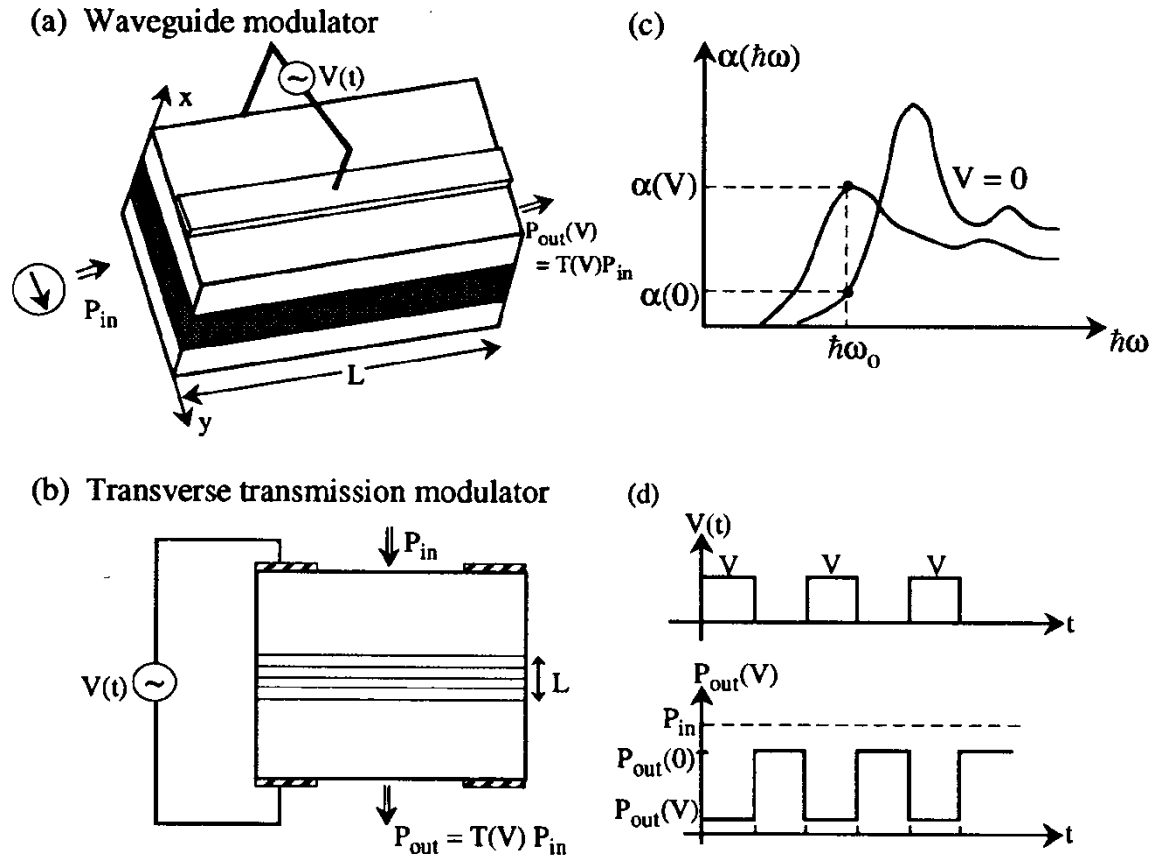 (a) Waveguide modulator
x
V(t)
P_out(V)
= T(V)P_in
P_in
L
y
(c)
α(ħω)
α(V)
V = 0
α(0)
ħω_o
ħω
(b) Transverse transmission modulator
P_in
V(t)
L
P_out = T(V) P_in
(d)
V(t)
V V V
t
P_out(V)
P_in
P_out(0)
P_out(V)
t